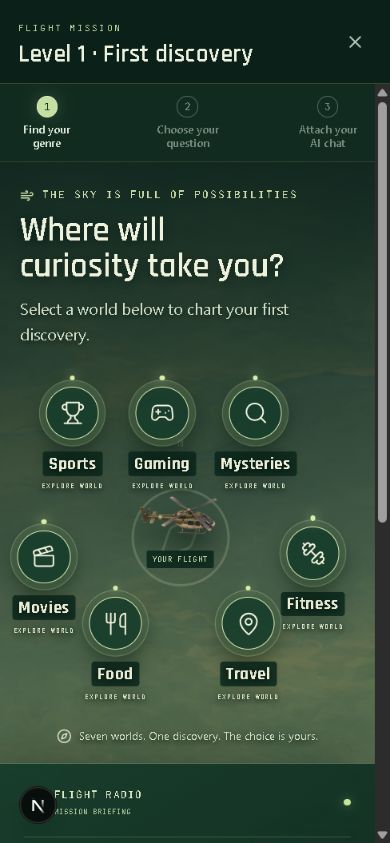 FLIGHT MISSION
Level 1 · First discovery
1
2
3
Find your
genre
Choose your
question
Attach your
AI chat
THE SKY IS FULL OF POSSIBILITIES
Where will
curiosity take you?
Select a world below to chart your first
discovery.
Sports
EXPLORE WORLD
Gaming
EXPLORE WORLD
Mysteries
EXPLORE WORLD
YOUR FLIGHT
Movies
EXPLORE WORLD
Fitness
EXPLORE WORLD
Food
EXPLORE WORLD
Travel
EXPLORE WORLD
Seven worlds. One discovery. The choice is yours.
N
FLIGHT RADIO
MISSION BRIEFING